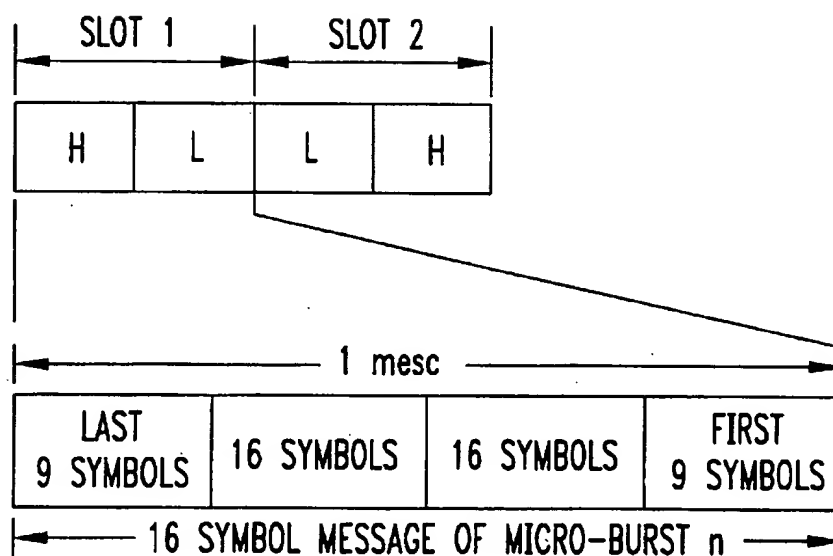 SLOT 1 SLOT 2
H L L H
1 mesc
LAST 9 SYMBOLS
16 SYMBOLS
16 SYMBOLS
FIRST 9 SYMBOLS
16 SYMBOL MESSAGE OF MICRO-BURST n